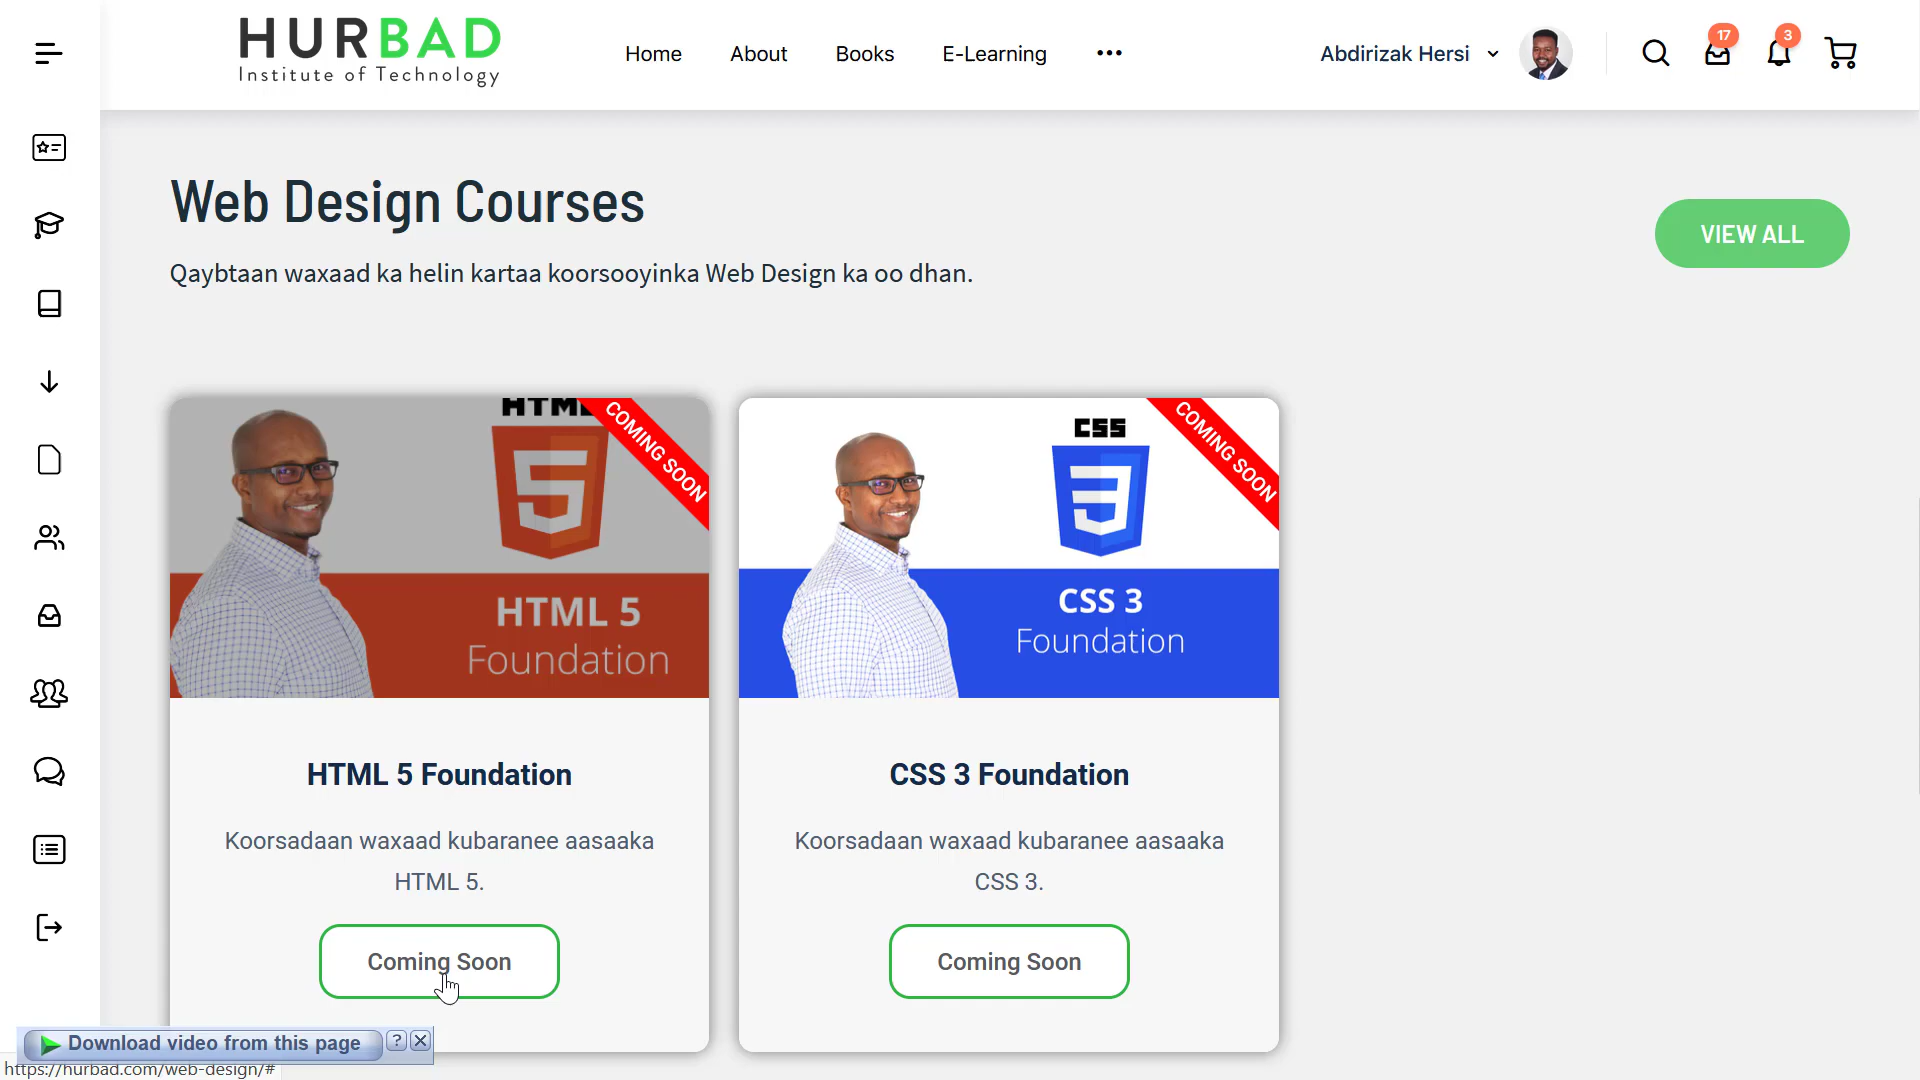 HURBAD
Institute of Technology
Home
About
Books
E-Learning
Abdirizak Hersi
17
3
Web Design Courses
VIEW ALL
Qaybtaan waxaad ka helin kartaa koorsooyinka Web Design ka oo dhan.
HTML
COMING SOON
HTML 5
Foundation
CSS
COMING SOON
CSS 3
Foundation
HTML 5 Foundation
Koorsadaan waxaad kubaranee aasaaka
HTML 5.
Coming Soon
CSS 3 Foundation
Koorsadaan waxaad kubaranee aasaaka
CSS 3.
Coming Soon
Download video from this page
?
https://hurbad.com/web-design/#